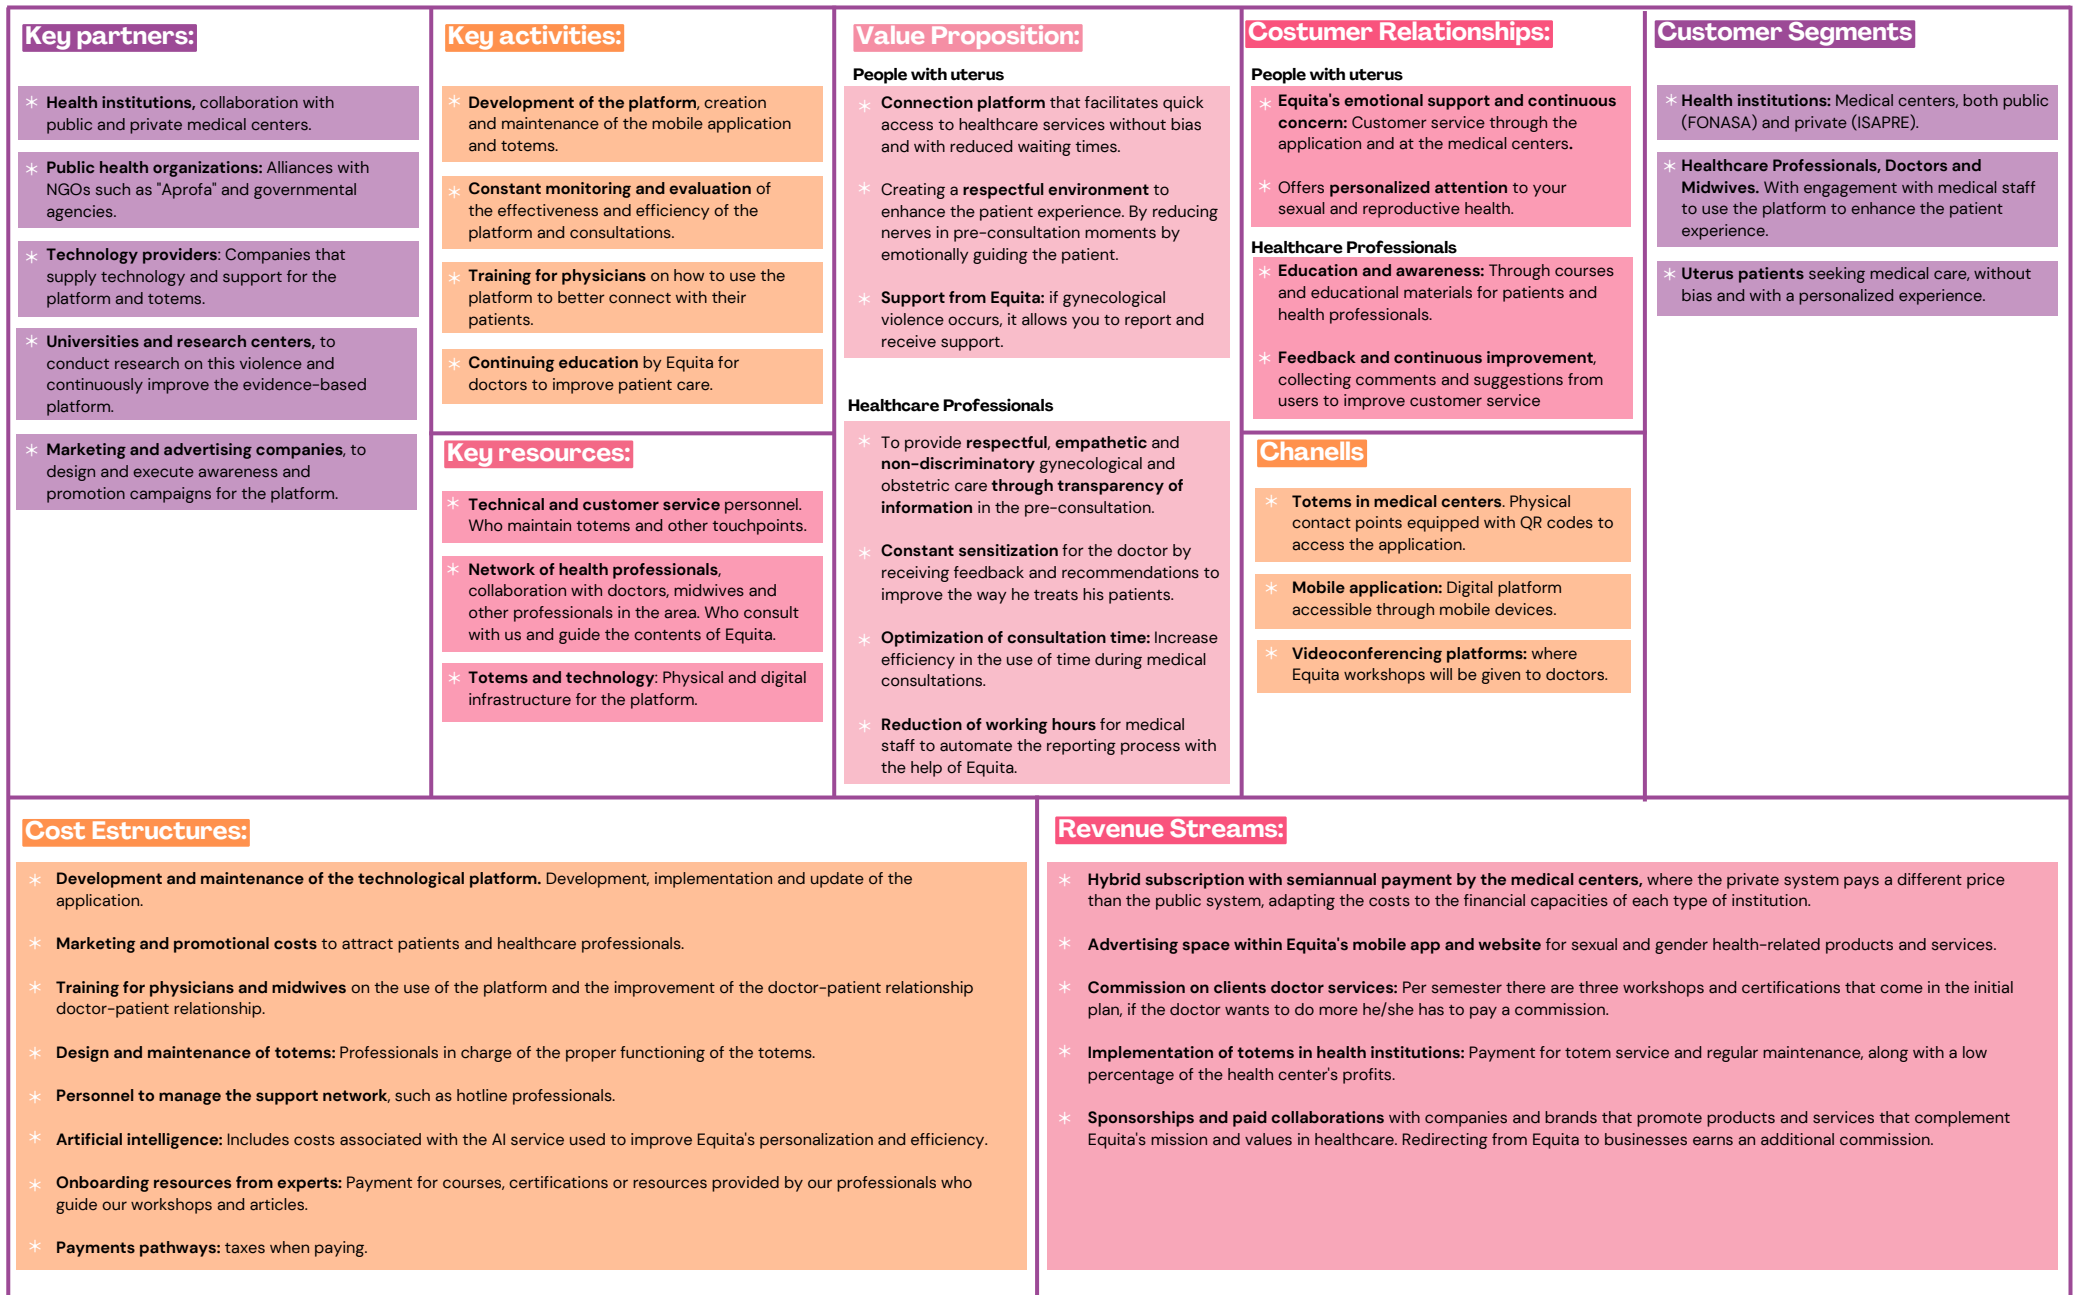 Key partners:
* Health institutions, collaboration with
public and private medical centers.
* Public health organizations: Alliances with
NGOs such as "Aprofa" and governmental
agencies.
* Technology providers: Companies that
supply technology and support for the
platform and totems.
* Universities and research centers, to
conduct research on this violence and
continuously improve the evidence-based
platform.
* Marketing and advertising companies, to
design and execute awareness and
promotion campaigns for the platform.
Key activities:
* Development of the platform, creation
and maintenance of the mobile application
and totems.
* Constant monitoring and evaluation of
the effectiveness and efficiency of the
platform and consultations.
* Training for physicians on how to use the
platform to better connect with their
patients.
* Continuing education by Equita for
doctors to improve patient care.
Key resources:
* Technical and customer service personnel.
Who maintain totems and other touchpoints.
* Network of health professionals,
collaboration with doctors, midwives and
other professionals in the area. Who consult
with us and guide the contents of Equita.
* Totems and technology: Physical and digital
infrastructure for the platform.
Value Proposition:
People with uterus
* Connection platform that facilitates quick
access to healthcare services without bias
and with reduced waiting times.
* Creating a respectful environment to
enhance the patient experience. By reducing
nerves in pre-consultation moments by
emotionally guiding the patient.
* Support from Equita: if gynecological
violence occurs, it allows you to report and
receive support.
Healthcare Professionals
* To provide respectful, empathetic and
non-discriminatory gynecological and
obstetric care through transparency of
information in the pre-consultation.
* Constant sensitization for the doctor by
receiving feedback and recommendations to
improve the way he treats his patients.
* Optimization of consultation time: Increase
efficiency in the use of time during medical
consultations.
* Reduction of working hours for medical
staff to automate the reporting process with
the help of Equita.
Costumer Relationships:
People with uterus
* Equita's emotional support and continuous
concern: Customer service through the
application and at the medical centers.
* Offers personalized attention to your
sexual and reproductive health.
Healthcare Professionals
* Education and awareness: Through courses
and educational materials for patients and
health professionals.
* Feedback and continuous improvement,
collecting comments and suggestions from
users to improve customer service
Chanells
* Totems in medical centers. Physical
contact points equipped with QR codes to
access the application.
* Mobile application: Digital platform
accessible through mobile devices.
* Videoconferencing platforms: where
Equita workshops will be given to doctors.
Customer Segments
* Health institutions: Medical centers, both public
(FONASA) and private (ISAPRE).
* Healthcare Professionals, Doctors and
Midwives. With engagement with medical staff
to use the platform to enhance the patient
experience.
* Uterus patients seeking medical care, without
bias and with a personalized experience.
Cost Estructures:
* Development and maintenance of the technological platform. Development, implementation and update of the
application.
* Marketing and promotional costs to attract patients and healthcare professionals.
* Training for physicians and midwives on the use of the platform and the improvement of the doctor-patient relationship
doctor-patient relationship.
* Design and maintenance of totems: Professionals in charge of the proper functioning of the totems.
* Personnel to manage the support network, such as hotline professionals.
* Artificial intelligence: Includes costs associated with the AI service used to improve Equita's personalization and efficiency.
* Onboarding resources from experts: Payment for courses, certifications or resources provided by our professionals who
guide our workshops and articles.
* Payments pathways: taxes when paying.
Revenue Streams:
* Hybrid subscription with semiannual payment by the medical centers, where the private system pays a different price
than the public system, adapting the costs to the financial capacities of each type of institution.
* Advertising space within Equita's mobile app and website for sexual and gender health-related products and services.
* Commission on clients doctor services: Per semester there are three workshops and certifications that come in the initial
plan, if the doctor wants to do more he/she has to pay a commission.
* Implementation of totems in health institutions: Payment for totem service and regular maintenance, along with a low
percentage of the health center's profits.
* Sponsorships and paid collaborations with companies and brands that promote products and services that complement
Equita's mission and values in healthcare. Redirecting from Equita to businesses earns an additional commission.